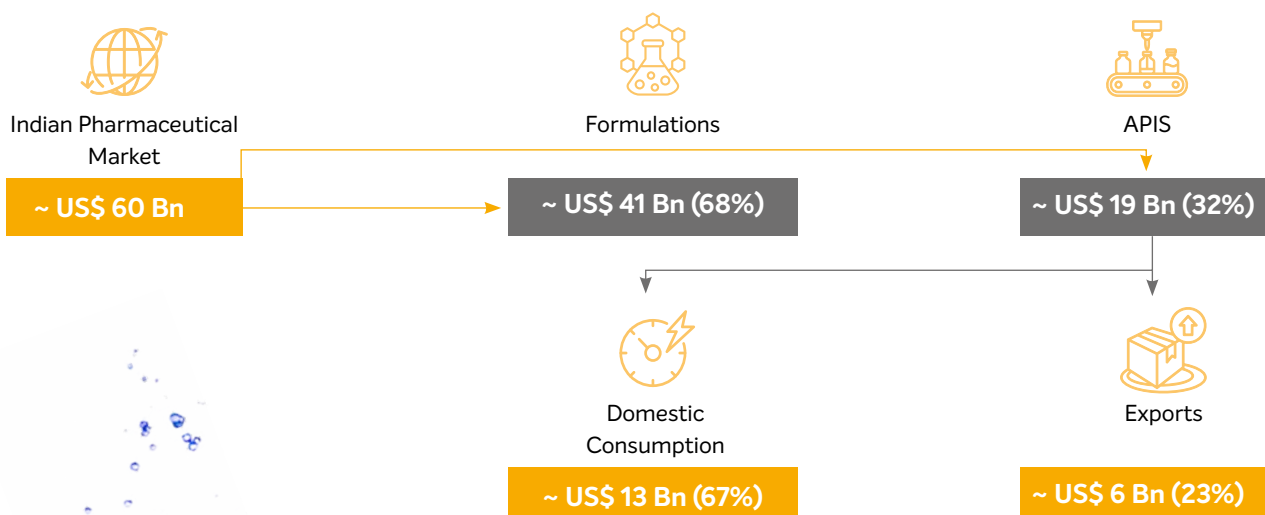 Indian Pharmaceutical
Market
~ US$ 60 Bn
Formulations
~ US$ 41 Bn (68%)
APIS
~ US$ 19 Bn (32%)
Domestic
Consumption
~ US$ 13 Bn (67%)
Exports
~ US$ 6 Bn (23%)